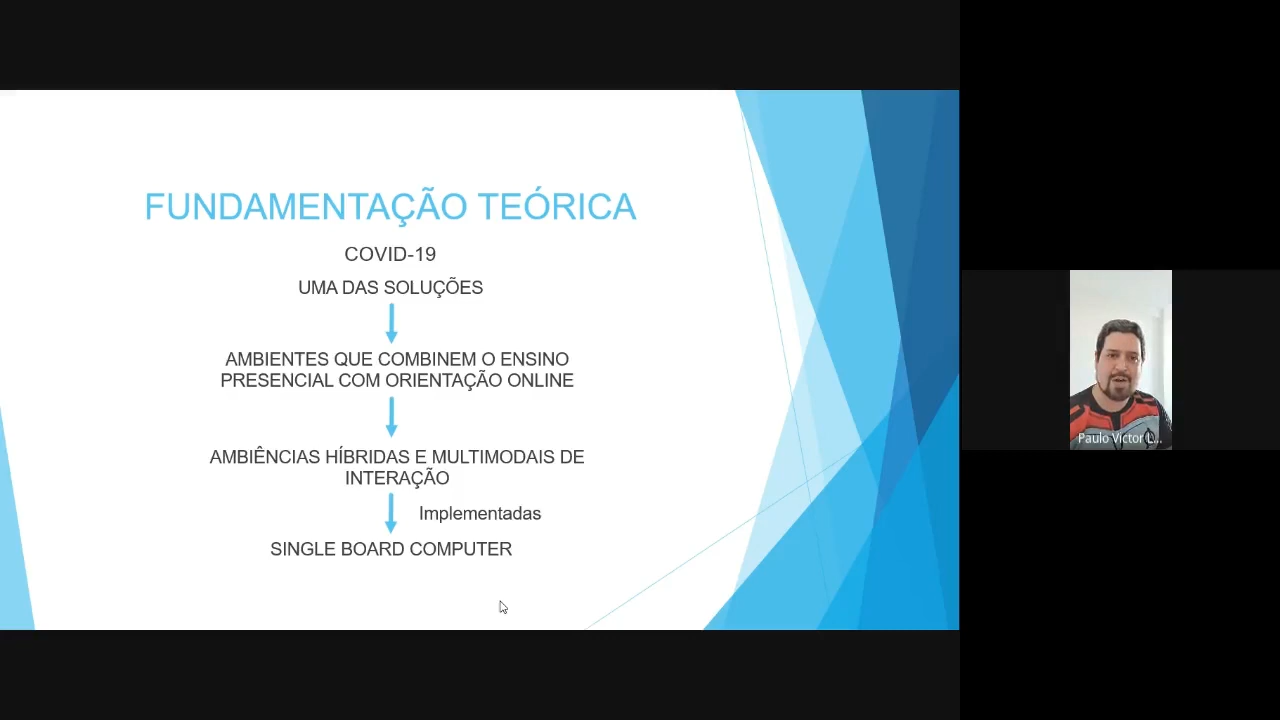 FUNDAMENTAÇÃO TEÓRICA
COVID-19
UMA DAS SOLUÇÕES
AMBIENTES QUE COMBINEM O ENSINO
PRESENCIAL COM ORIENTAÇÃO ONLINE
AMBIÊNCIAS HÍBRIDAS E MULTIMODAIS DE
INTERAÇÃO
Implementadas
SINGLE BOARD COMPUTER
Paulo Victor L...